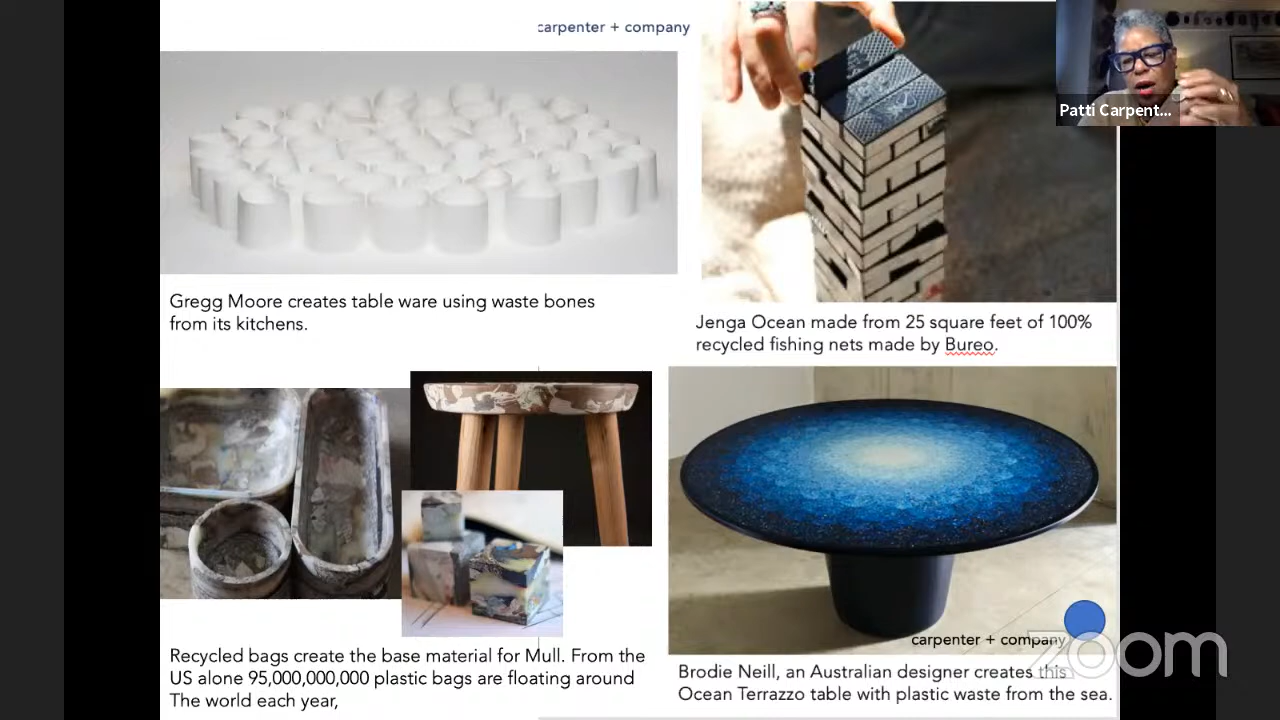 carpenter + company
Patti Carpent...
Gregg Moore creates table ware using waste bones
from its kitchens.
Jenga Ocean made from 25 square feet of 100%
recycled fishing nets made by Bureo.
Recycled bags create the base material for Mull. From the
US alone 95,000,000,000 plastic bags are floating around
The world each year,
carpenter + company
zoom
Brodie Neill, an Australian designer creates this
Ocean Terrazzo table with plastic waste from the sea.